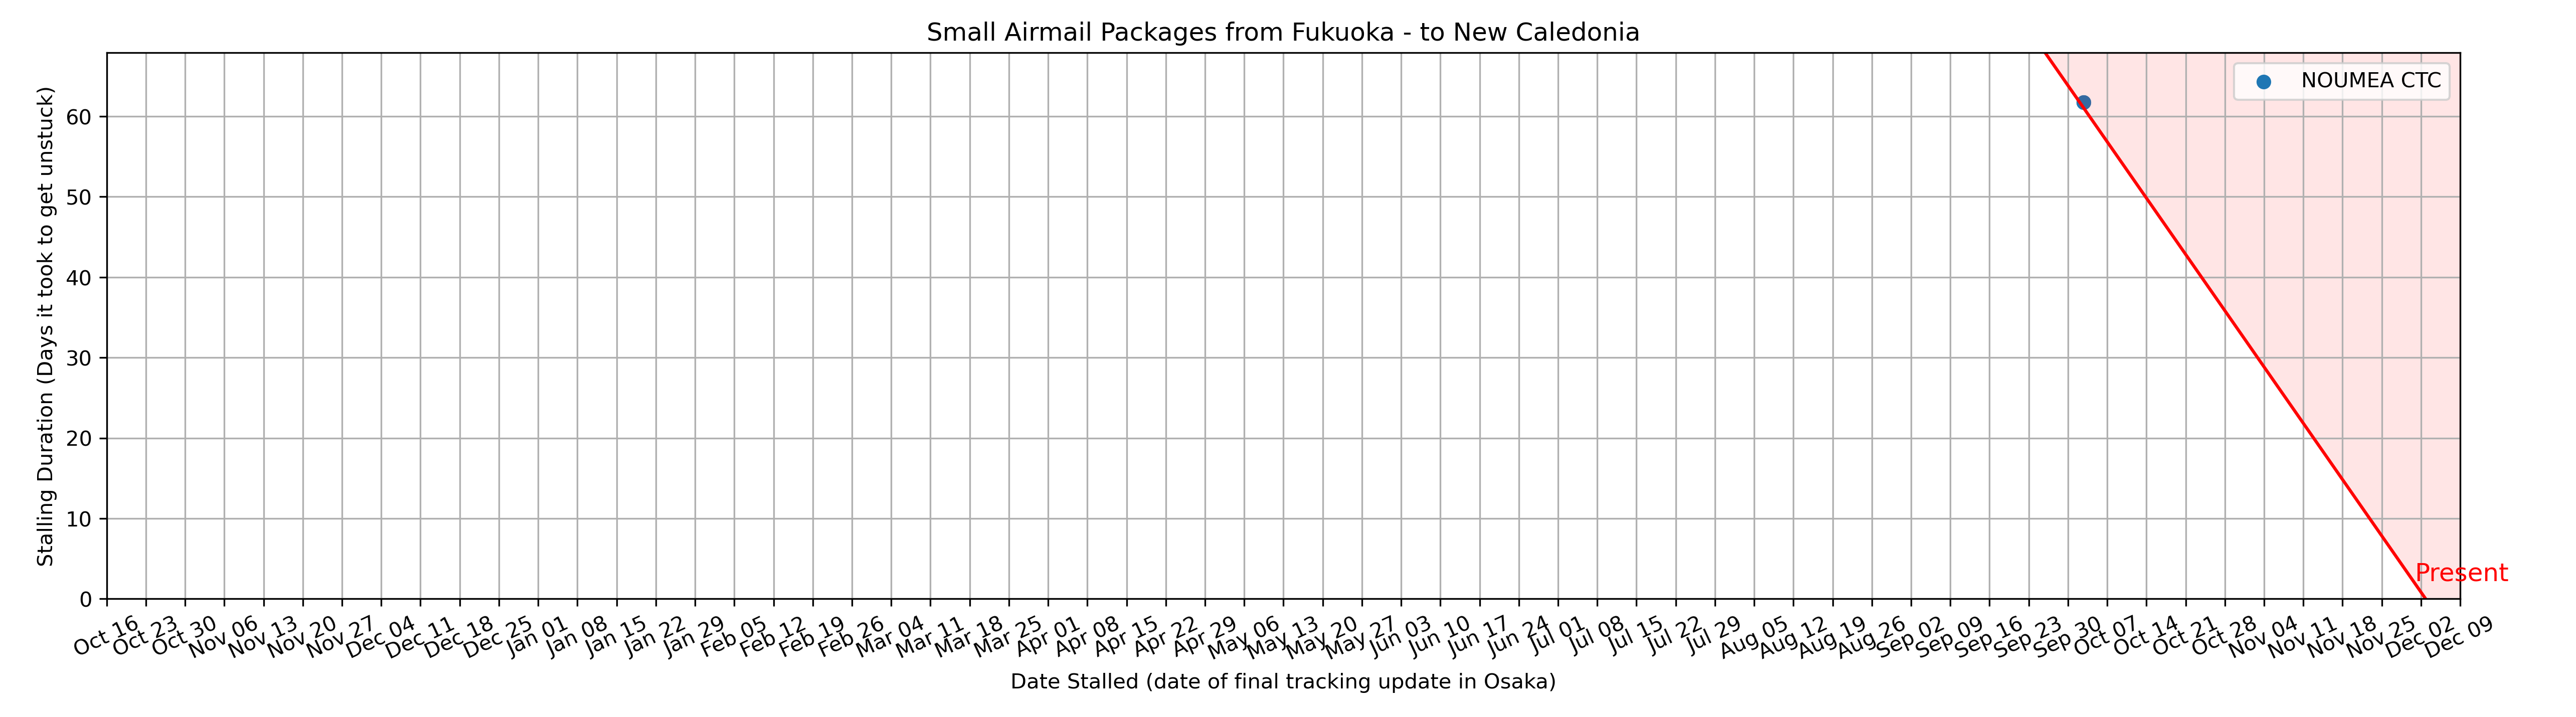 Small Airmail Packages from Fukuoka - to New Caledonia
NOUMEA CTC
Stalling Duration (Days it took to get unstuck)
60
50
40
30
20
10
0
Present
Oct 16
Oct 23
Oct 30
Nov 06
Nov 13
Nov 20
Nov 27
Dec 04
Dec 11
Dec 18
Dec 25
Jan 01
Jan 08
Jan 15
Jan 22
Jan 29
Feb 05
Feb 12
Feb 19
Feb 26
Mar 04
Mar 11
Mar 18
Mar 25
Apr 01
Apr 08
Apr 15
Apr 22
Apr 29
May 06
May 13
May 20
May 27
Jun 03
Jun 10
Jun 17
Jun 24
Jul 01
Jul 08
Jul 15
Jul 22
Jul 29
Aug 05
Aug 12
Aug 19
Aug 26
Sep 02
Sep 09
Sep 16
Sep 23
Sep 30
Oct 07
Oct 14
Oct 21
Oct 28
Nov 04
Nov 11
Nov 18
Nov 25
Dec 02
Dec 09
Date Stalled (date of final tracking update in Osaka)